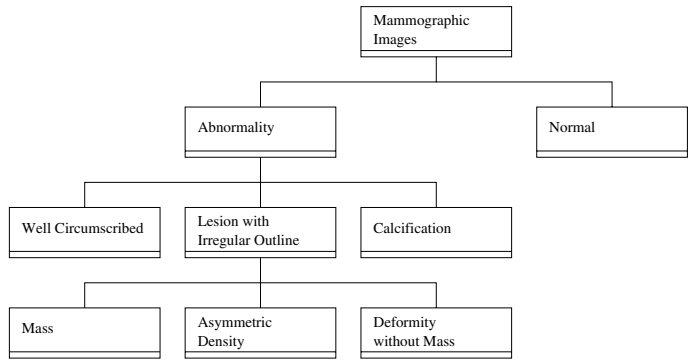 Mammographic
Images
Abnormality
Normal
Well Circumscribed
Lesion with
Irregular Outline
Calcification
Mass
Asymmetric
Density
Deformity
without Mass